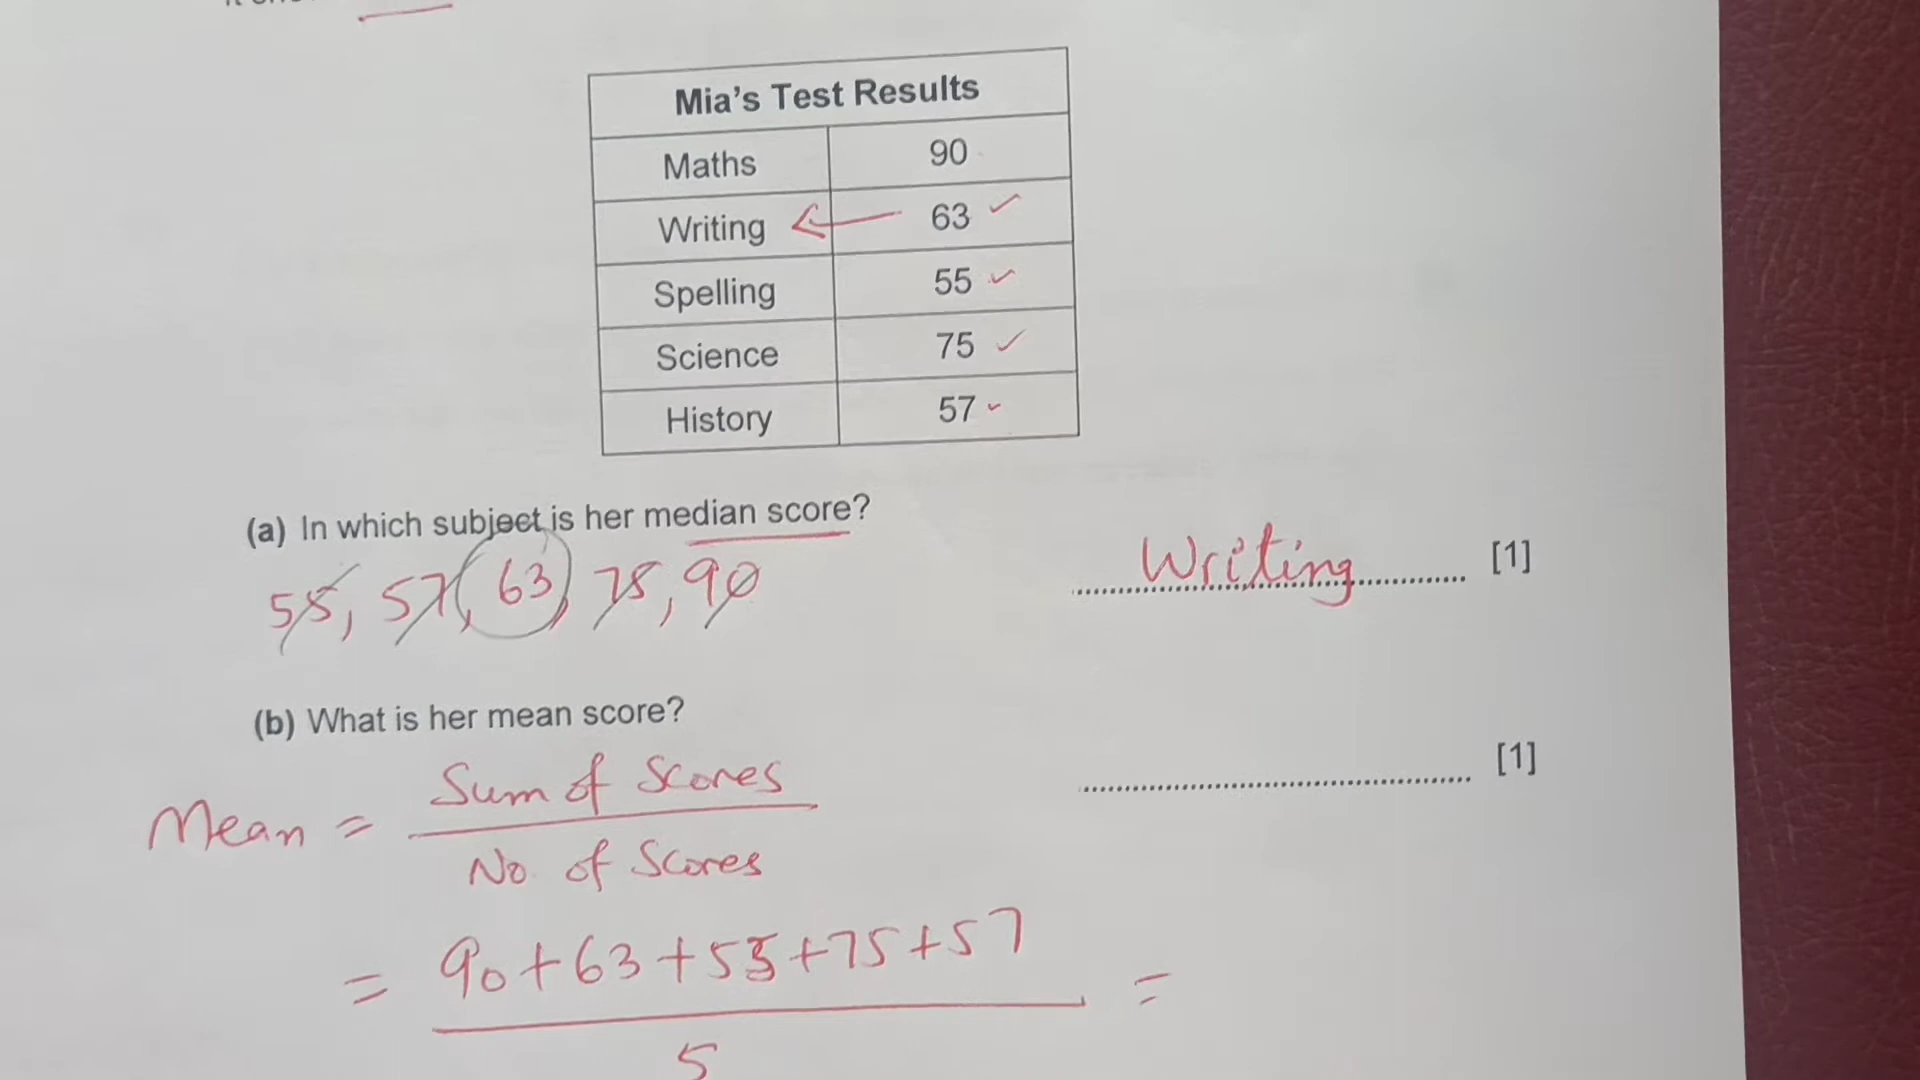 Mia's Test Results
Maths 90
Writing 63
Spelling 55
Science 75
History 57
(a) In which subject is her median score?
55, 57, 63, 75, 90
Writing [1]
(b) What is her mean score?
[1]
Mean = Sum of Scores
No. of Scores
= 90+63+55+75+57 =
5